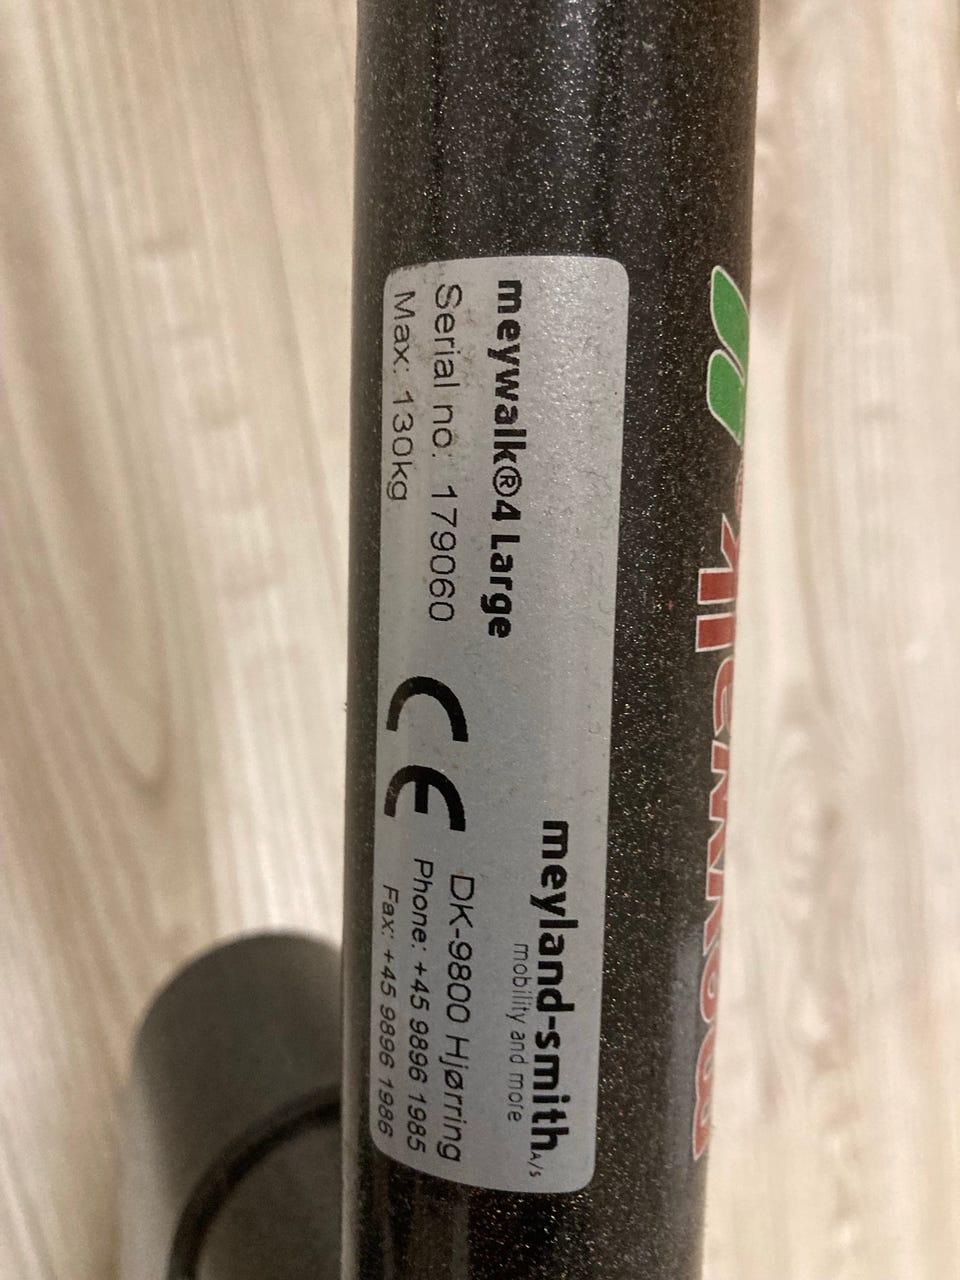 meyland-smith A/S
mobility and more
meywalk®4 Large
Serial no: 179060
Max: 130kg
CE
DK-9800 Hjørring
Phone: +45 9896 1985
Fax: +45 9896 1986